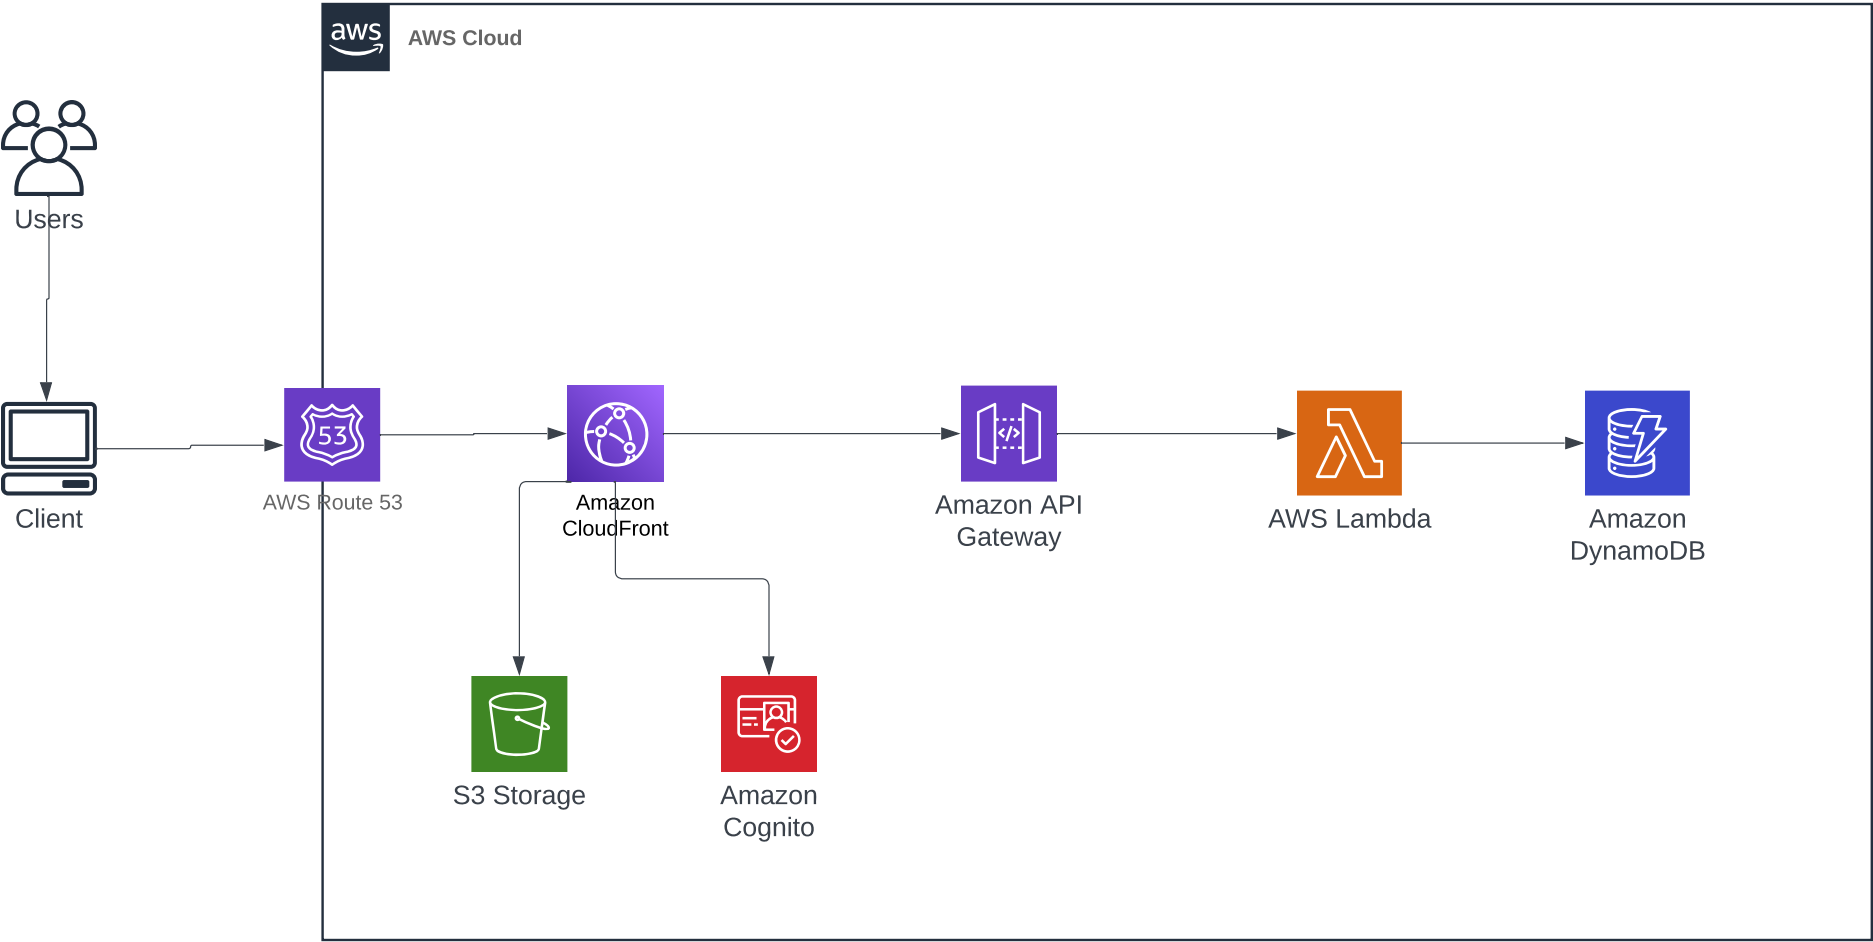 aws
AWS Cloud
Users
Client
53
AWS Route 53
Amazon
CloudFront
</>
Amazon API
Gateway
AWS Lambda
Amazon
DynamoDB
S3 Storage
Amazon
Cognito